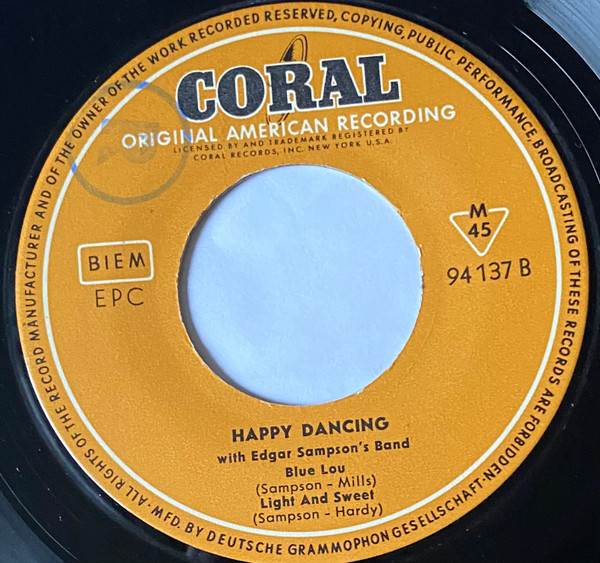 ALL RIGHTS OF THE RECORD MANUFACTURER AND OF THE OWNER OF THE WORK RECORDED RESERVED, COPYING, PUBLIC PERFORMANCE, BROADCASTING OF THESE RECORDS ARE FORBIDDEN · MFD. BY DEUTSCHE GRAMMOPHON GESELLSCHAFT ·
CORAL
ORIGINAL AMERICAN RECORDING
LICENSED BY AND TRADEMARK REGISTERED BY
CORAL RECORDS, INC. NEW YORK U.S.A.
BIEM
EPC
M
45
94 137 B
HAPPY DANCING
with Edgar Sampson's Band
Blue Lou
(Sampson - Mills)
Light And Sweet
(Sampson - Hardy)